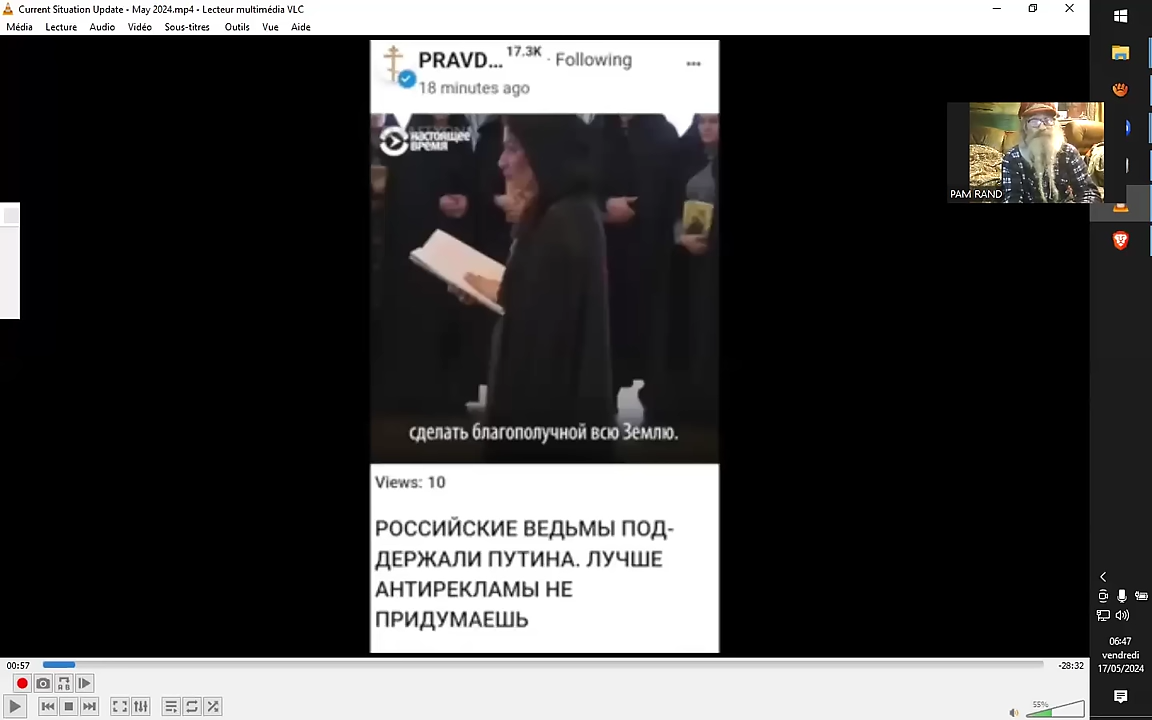 Current Situation Update - May 2024.mp4 - Lecteur multimédia VLC
Média Lecture Audio Vidéo Sous-titres Outils Vue Aide
PRAVD... 17.3K · Following
18 minutes ago
НАСТОЯЩЕЕ
ВРЕМЯ
PAM RAND
сделать благополучной всю Землю.
Views: 10
РОССИЙСКИЕ ВЕДЬМЫ ПОД-
ДЕРЖАЛИ ПУТИНА. ЛУЧШЕ
АНТИРЕКЛАМЫ НЕ
ПРИДУМАЕШЬ
00:57
-28:32
55%
06:47
vendredi
17/05/2024